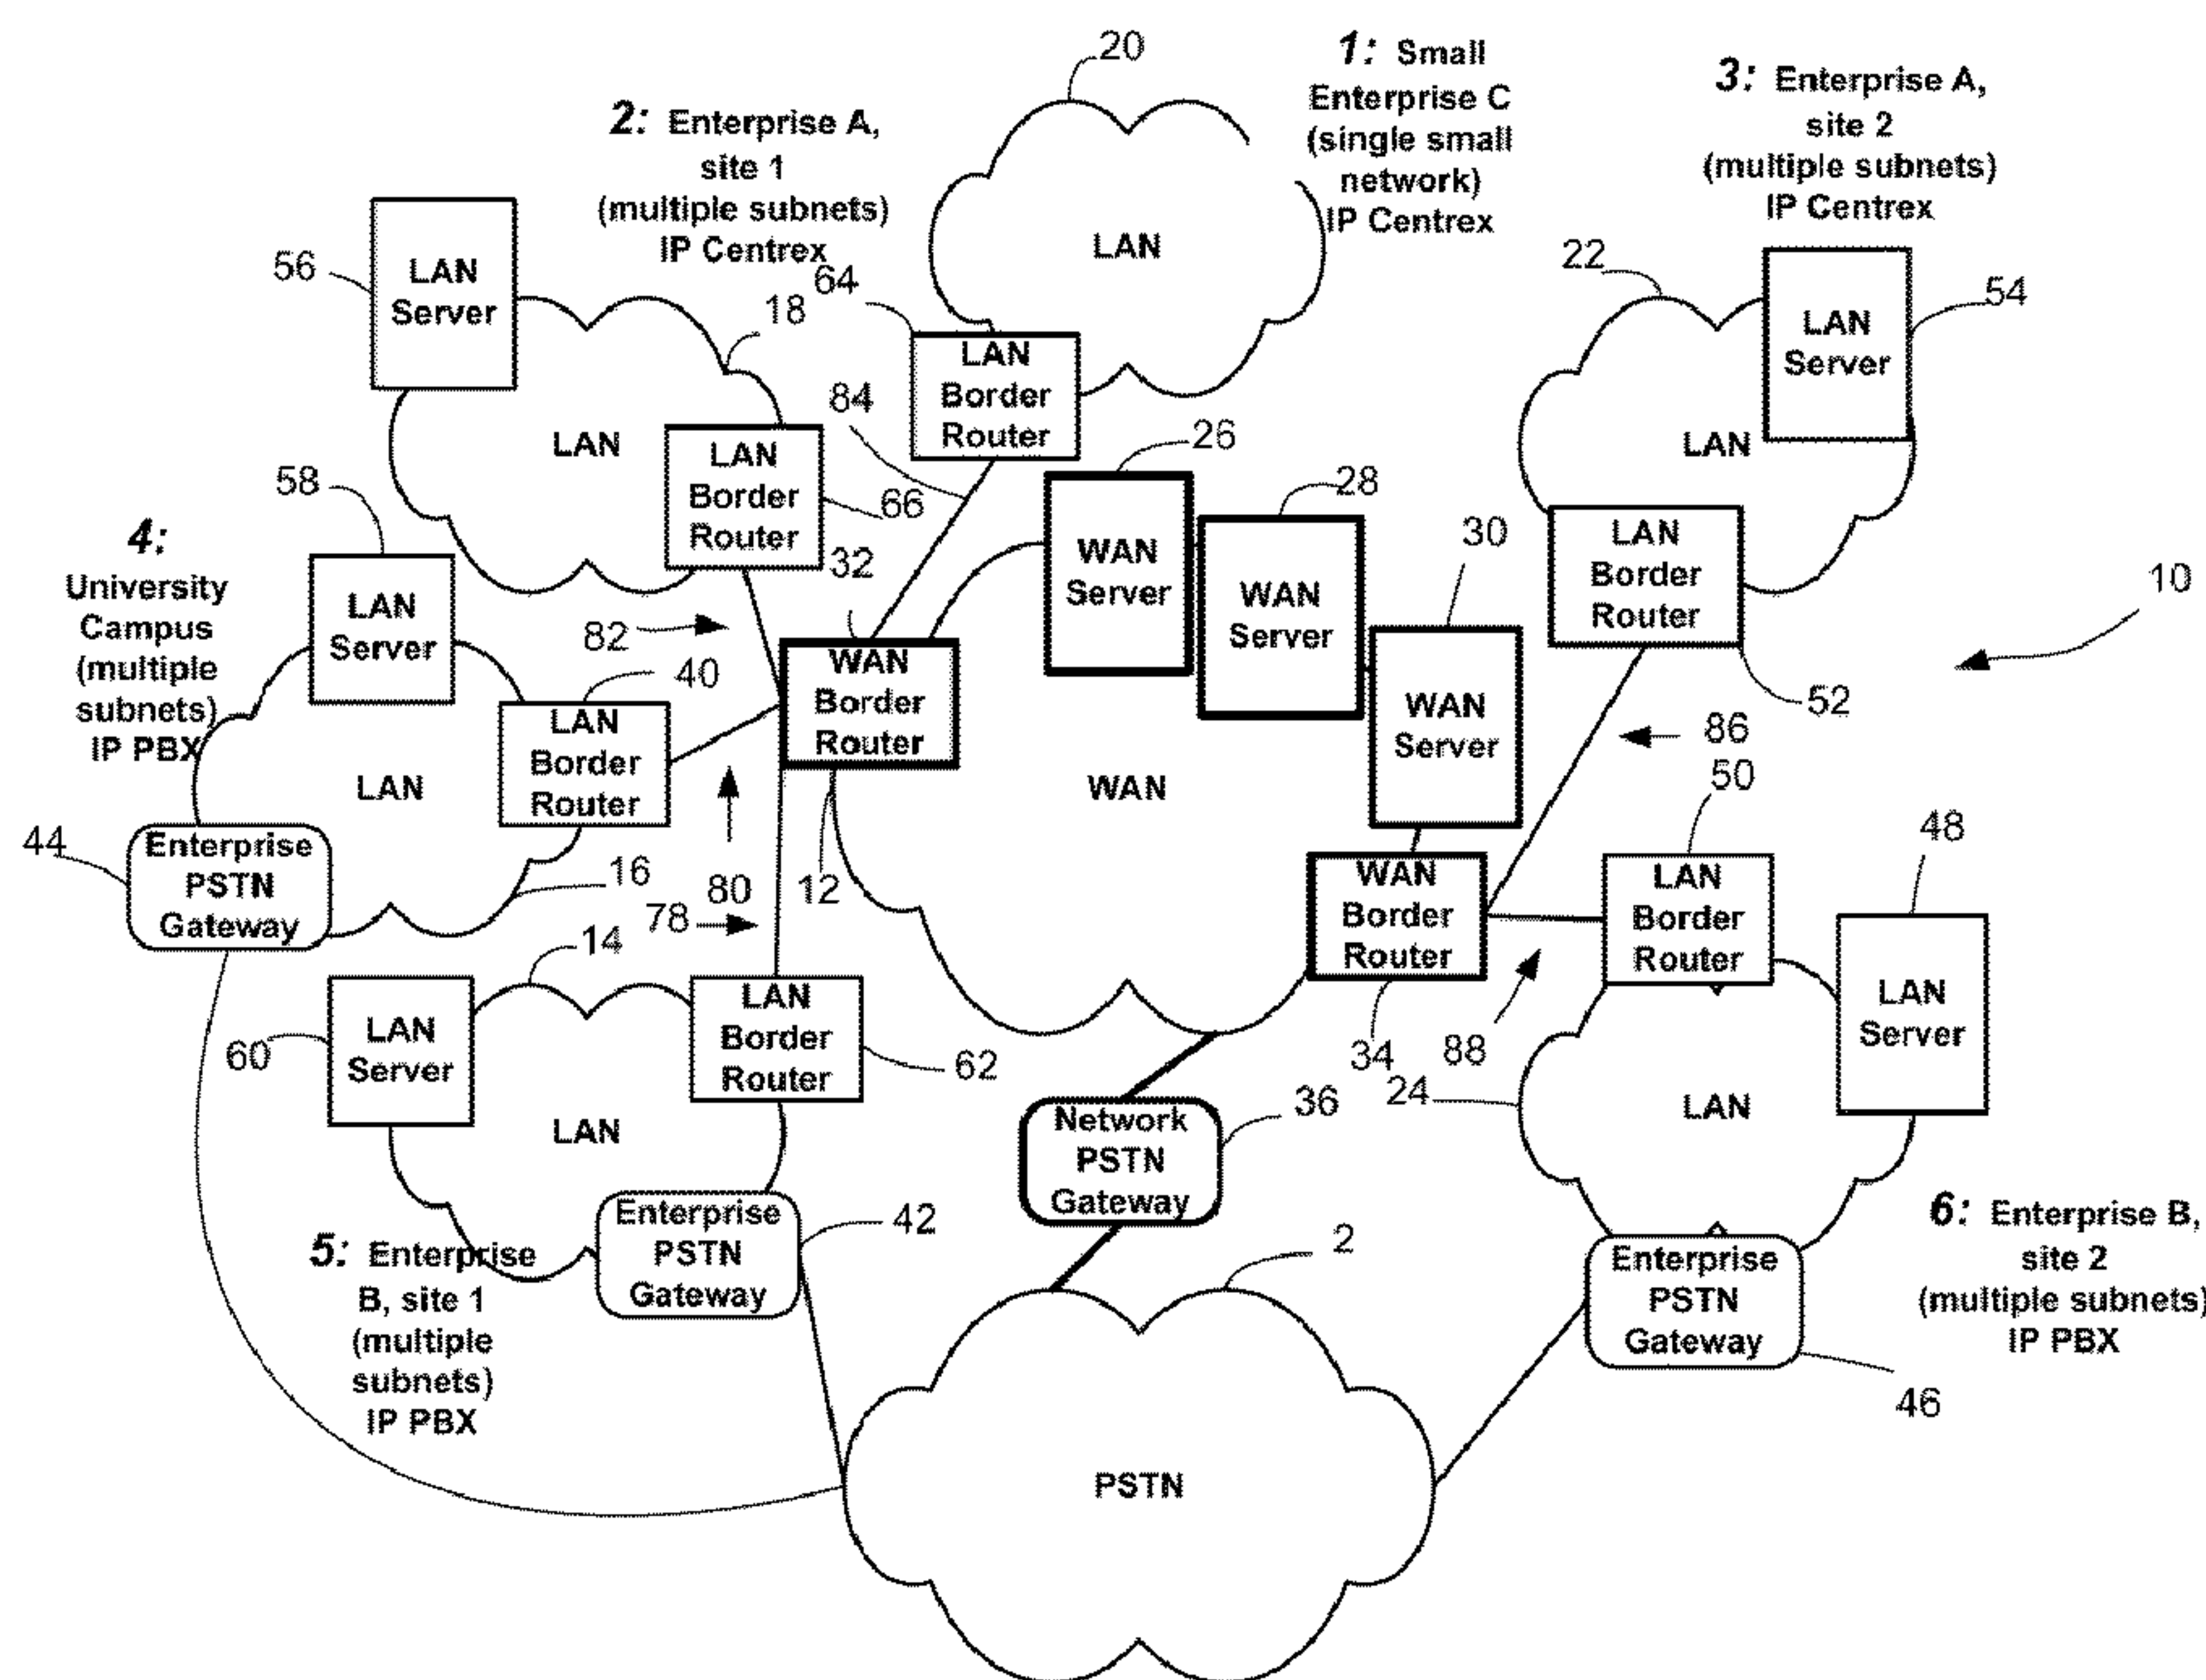 20
1: Small
Enterprise C
(single small
network)
IP Centrex
3: Enterprise A,
site 2
(multiple subnets)
IP Centrex
2: Enterprise A,
site 1
(multiple subnets)
IP Centrex
56
LAN
Server
18
64
LAN
22
LAN
Server
54
LAN
Border
Router
84
26
LAN
LAN
Border
Router
66
LAN
58
28
WAN
Server
30
LAN
Border
Router
10
4:
University
Campus
(multiple
subnets)
IP PBX
LAN
Server
32
82
WAN
Server
40
WAN
Border
Router
WAN
Server
52
LAN
Border
Router
LAN
WAN
86
50
44
Enterprise
PSTN
Gateway
16
80
12
78
WAN
Border
Router
LAN
Border
Router
48
14
LAN
Server
60
LAN
Border
Router
62
34
88
LAN
Server
24
LAN
LAN
Network
PSTN
Gateway
36
Enterprise
PSTN
Gateway
42
2
5: Enterprise
B, site 1
(multiple
subnets)
IP PBX
6: Enterprise B,
site 2
(multiple subnets)
IP PBX
Enterprise
PSTN
Gateway
46
PSTN